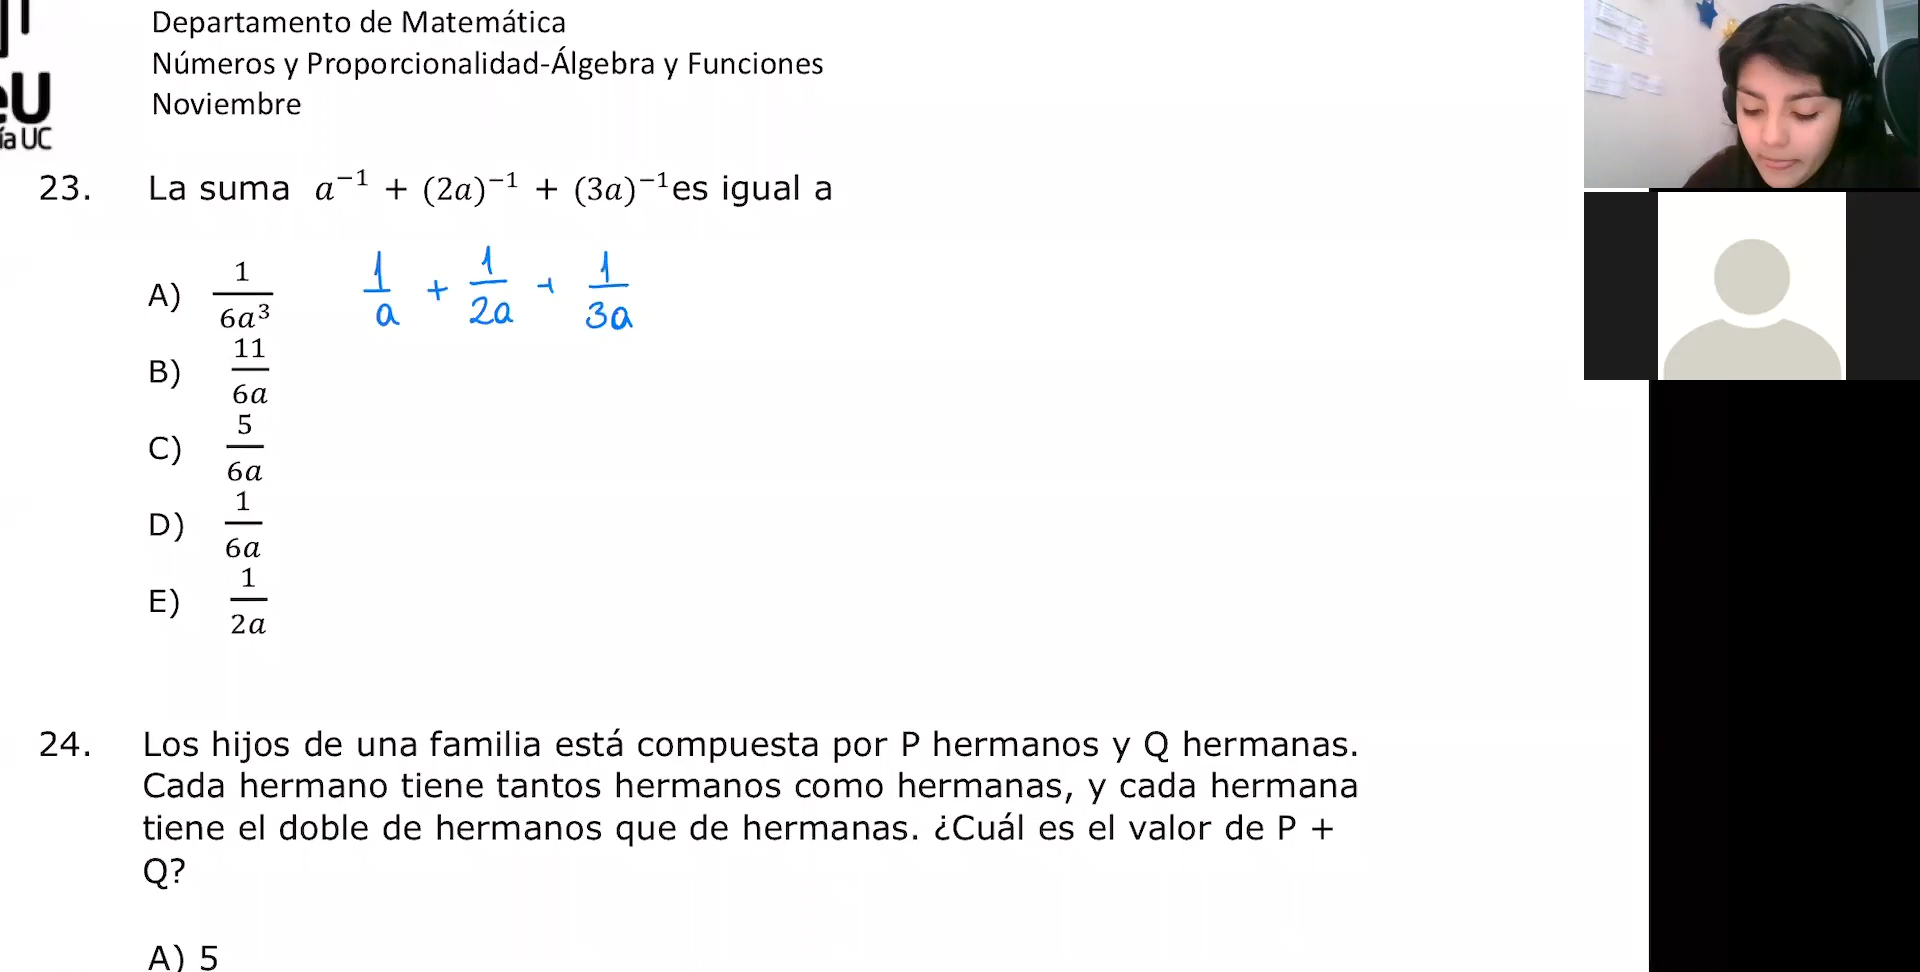 Departamento de Matemática
Números y Proporcionalidad-Álgebra y Funciones
Noviembre
eU
ía UC
23. La suma a⁻¹ + (2a)⁻¹ + (3a)⁻¹es igual a
A) 1/6a³
1/a + 1/2a + 1/3a
B) 11/6a
C) 5/6a
D) 1/6a
E) 1/2a
24. Los hijos de una familia está compuesta por P hermanos y Q hermanas.
Cada hermano tiene tantos hermanos como hermanas, y cada hermana
tiene el doble de hermanos que de hermanas. ¿Cuál es el valor de P +
Q?
A) 5